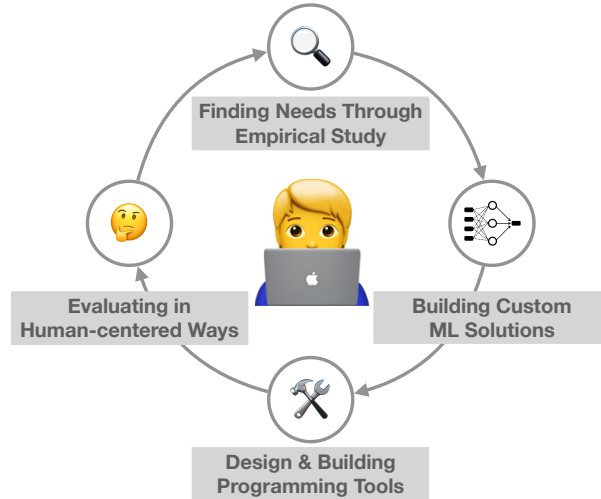 Finding Needs Through
Empirical Study
Building Custom
ML Solutions
Design & Building
Programming Tools
Evaluating in
Human-centered Ways